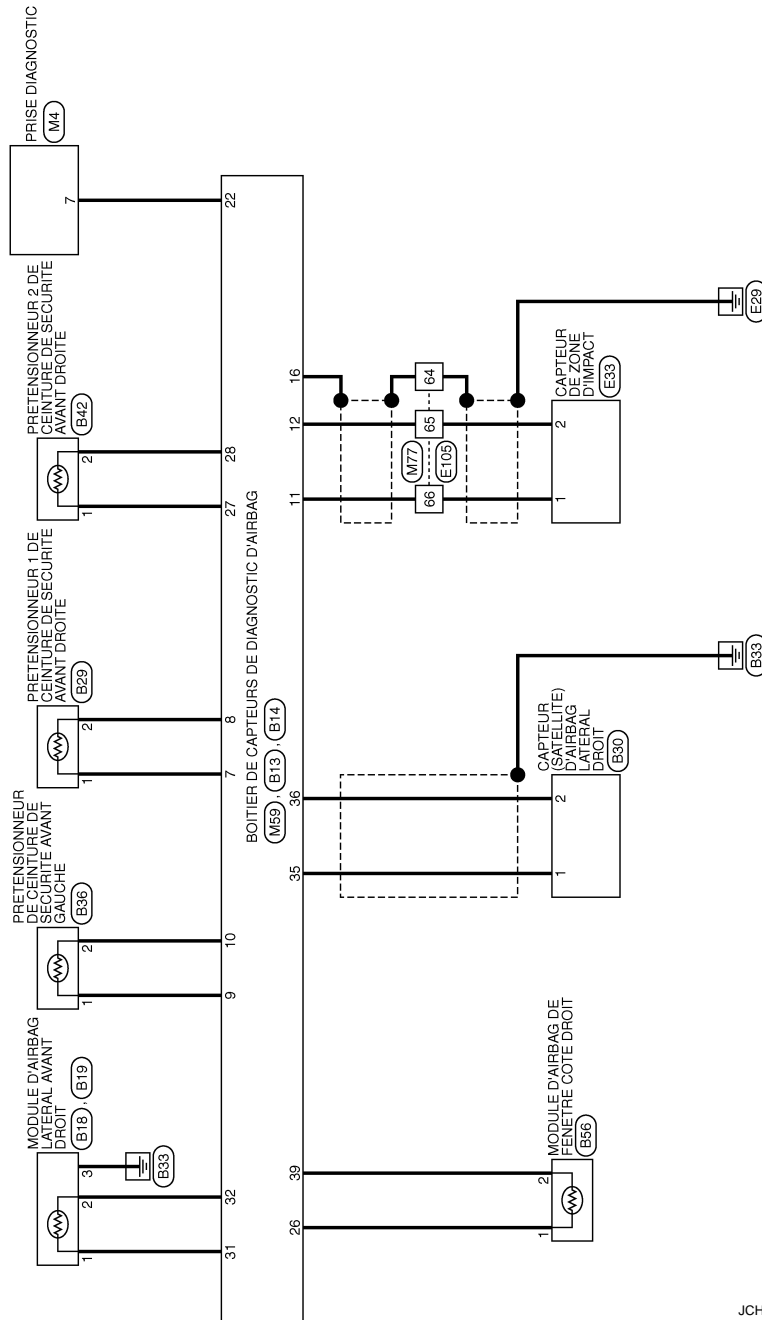 MODULE D'AIRBAG
LATERAL AVANT
DROIT
B18 , B19
1
2
3
B33
31
32
PRETENSIONNEUR
DE CEINTURE DE
SECURITE AVANT
GAUCHE
B36
1
2
9
10
PRETENSIONNEUR 1 DE
CEINTURE DE SECURITE
AVANT DROITE
B29
1
2
7
8
PRETENSIONNEUR 2 DE
CEINTURE DE SECURITE
AVANT DROITE
B42
1
2
27
28
PRISE DIAGNOSTIC
M4
7
22
BOITIER DE CAPTEURS DE DIAGNOSTIC D'AIRBAG
M59 , B13 , B14
26
39
35
36
11
12
16
M77
E105
66
65
64
MODULE D'AIRBAG DE
FENETRE COTE DROIT
B56
1
2
CAPTEUR
(SATELLITE)
D'AIRBAG
LATERAL
DROIT
B30
1
2
B33
CAPTEUR
DE ZONE
D'IMPACT
E33
1
2
E29
JCH